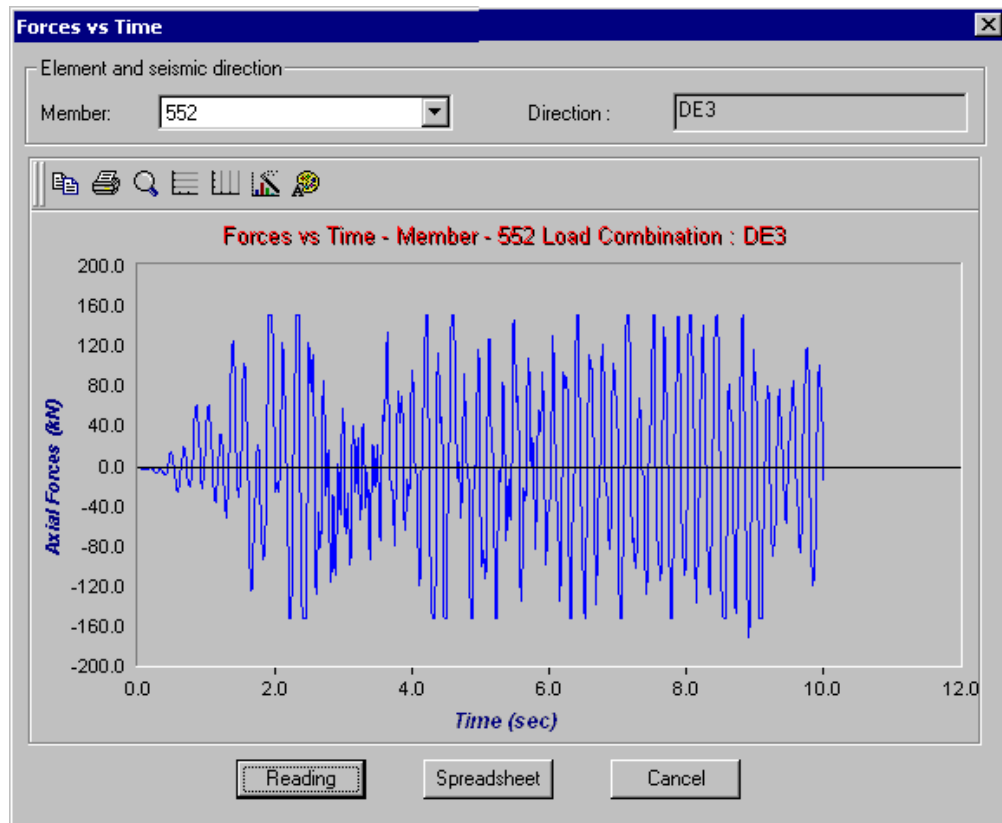 Forces vs Time
Element and seismic direction
Member: 552 Direction : DE3
Forces vs Time - Member - 552 Load Combination : DE3
200.0
160.0
120.0
80.0
40.0
0.0
-40.0
-80.0
-120.0
-160.0
-200.0
Axial Forces (kN)
0.0 2.0 4.0 6.0 8.0 10.0 12.0
Time (sec)
Reading Spreadsheet Cancel